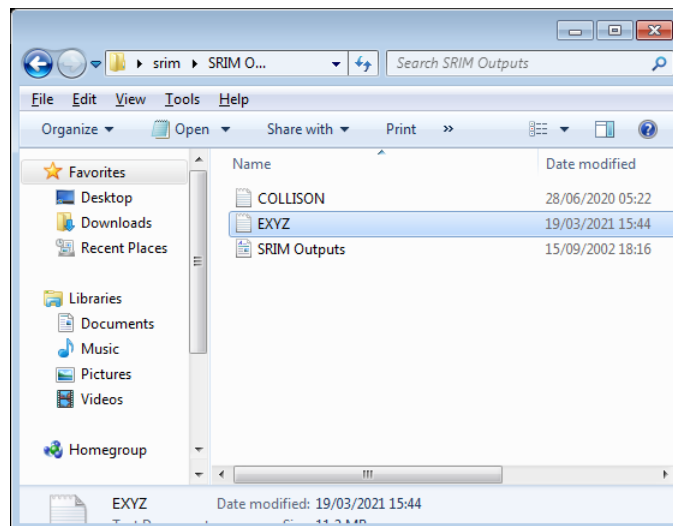 srim SRIM O... Search SRIM Outputs
File Edit View Tools Help
Organize Open Share with Print »
Name Date modified
Favorites
Desktop
Downloads
Recent Places
Libraries
Documents
Music
Pictures
Videos
Homegroup
COLLISON 28/06/2020 05:22
EXYZ 19/03/2021 15:44
SRIM Outputs 15/09/2002 18:16
EXYZ Date modified: 19/03/2021 15:44